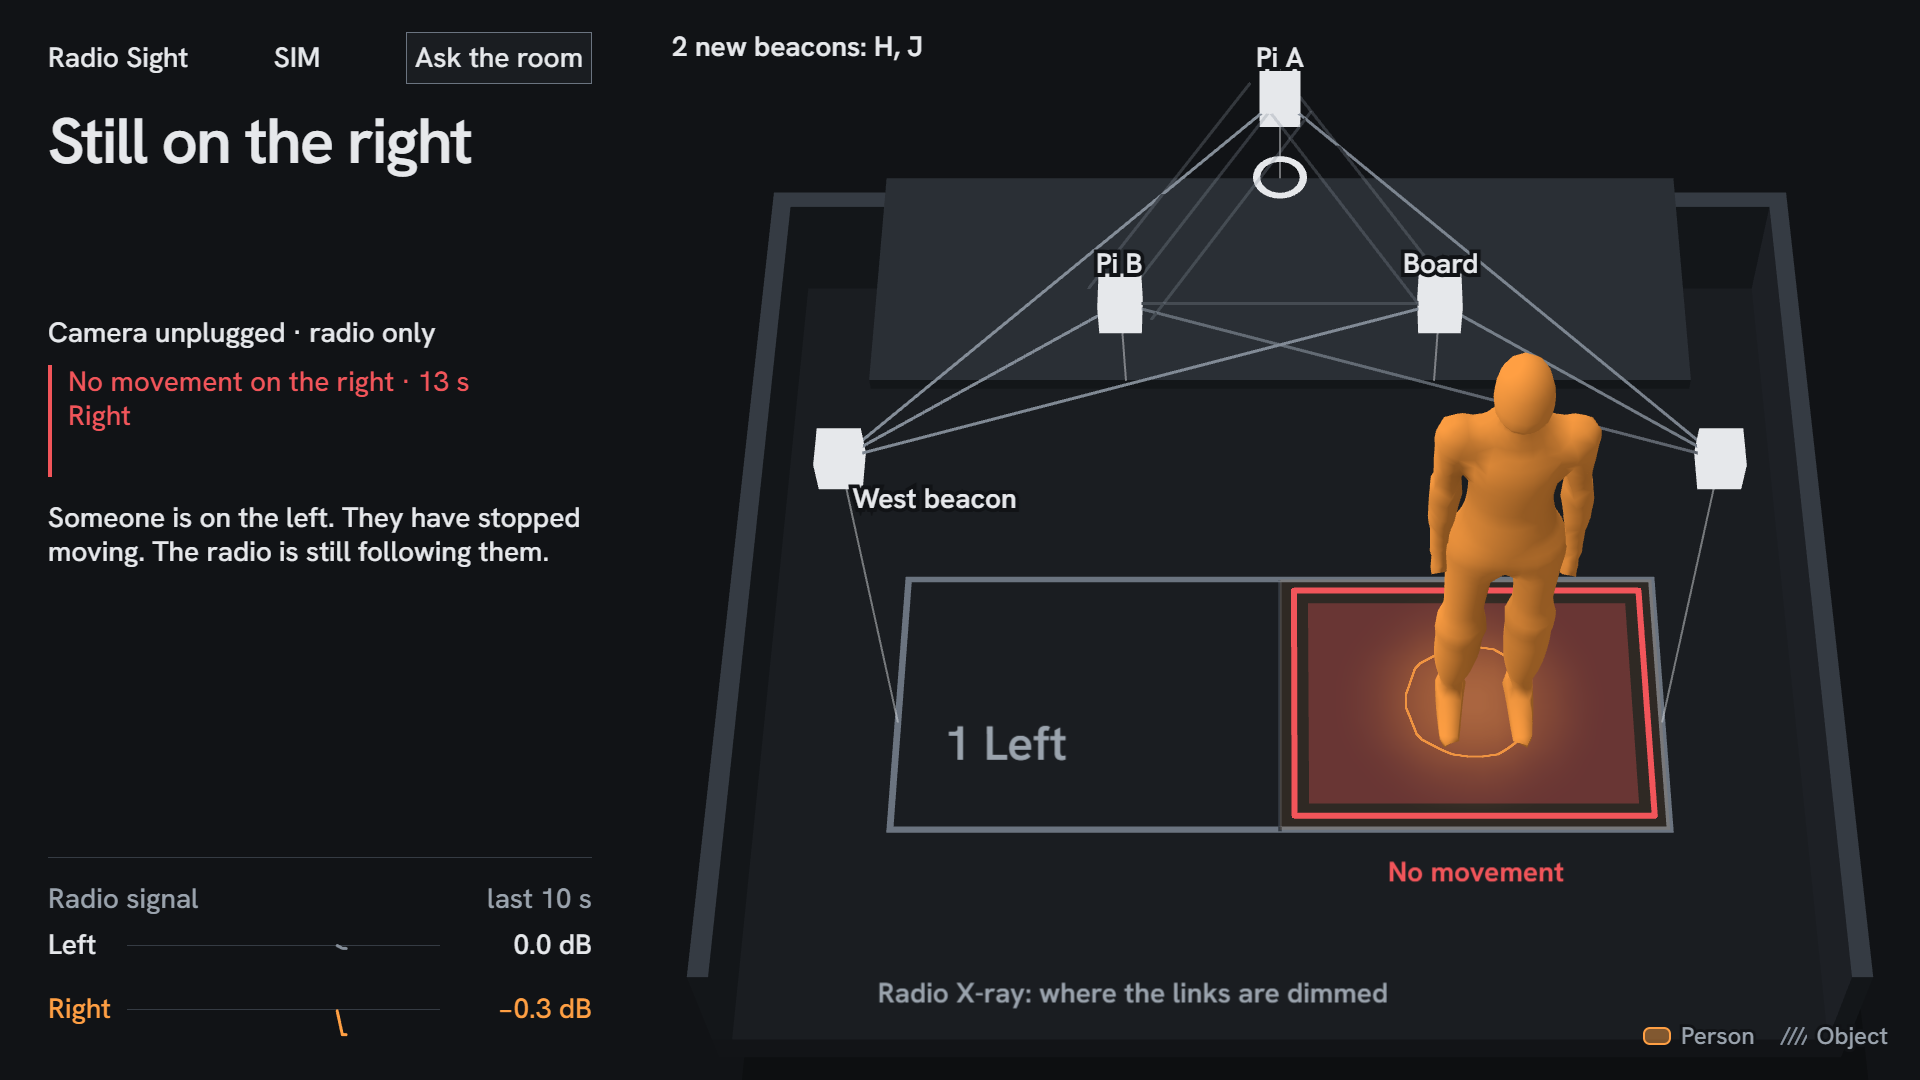 Radio Sight
SIM
Ask the room
Still on the right
Camera unplugged · radio only
No movement on the right · 13 s
Right
Someone is on the left. They have stopped
moving. The radio is still following them.
Radio signal
last 10 s
Left
0.0 dB
Right
−0.3 dB
2 new beacons: H, J
Pi A
Pi B
Board
West beacon
1 Left
No movement
Radio X-ray: where the links are dimmed
Person
Object